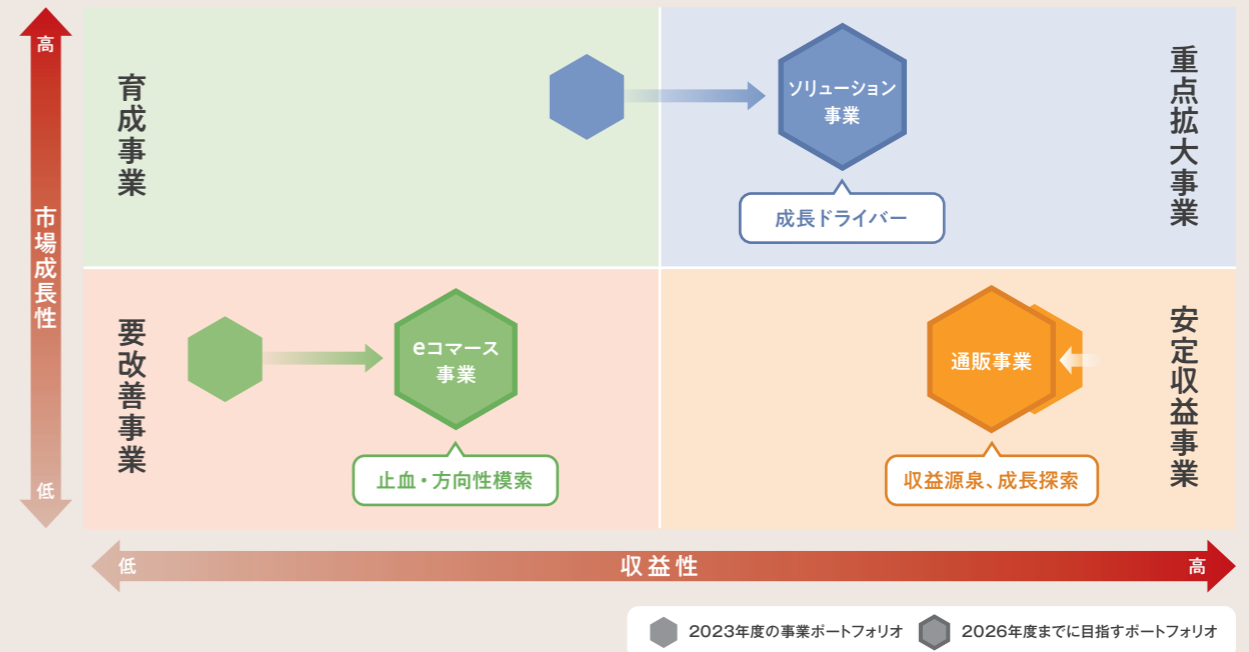 高
市場成長性
低
育成事業
ソリューション
事業
成長ドライバー
重点拡大事業
要改善事業
eコマース
事業
止血・方向性模索
通販事業
収益源泉、成長探索
安定収益事業
低
収益性
高
2023年度の事業ポートフォリオ
2026年度までに目指すポートフォリオ